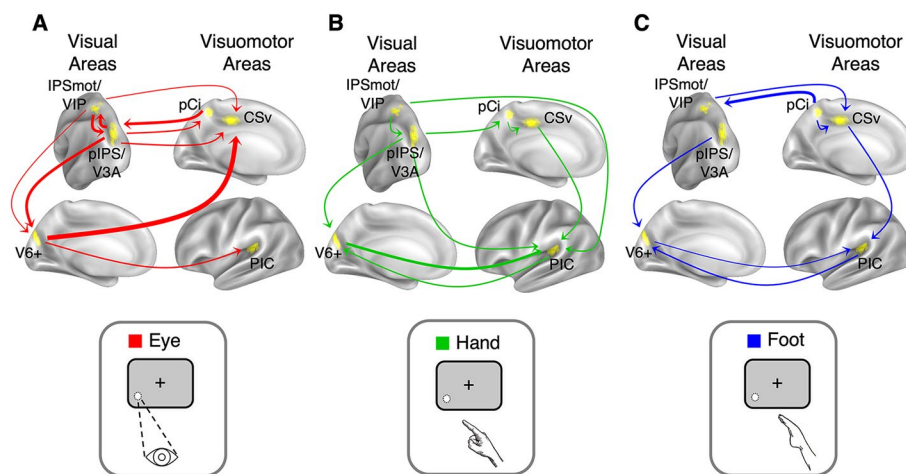 A
Visual
Areas
Visuomotor
Areas
IPSmot/
VIP
pCi
CSv
pIPS/
V3A
V6+
PIC
Eye
+
B
Visual
Areas
Visuomotor
Areas
IPSmot/
VIP
pCi
CSv
pIPS/
V3A
V6+
PIC
Hand
+
C
Visual
Areas
Visuomotor
Areas
IPSmot/
VIP
pCi
CSv
pIPS/
V3A
V6+
PIC
Foot
+